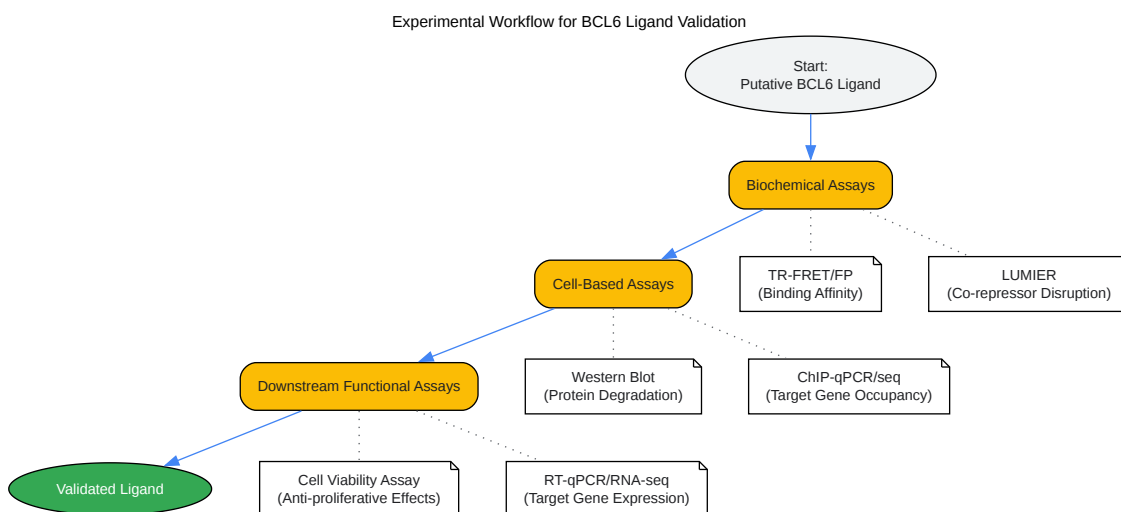 Experimental Workflow for BCL6 Ligand Validation
Start:
Putative BCL6 Ligand
Biochemical Assays
TR-FRET/FP
(Binding Affinity)
LUMIER
(Co-repressor Disruption)
Cell-Based Assays
Western Blot
(Protein Degradation)
ChIP-qPCR/seq
(Target Gene Occupancy)
Downstream Functional Assays
Cell Viability Assay
(Anti-proliferative Effects)
RT-qPCR/RNA-seq
(Target Gene Expression)
Validated Ligand